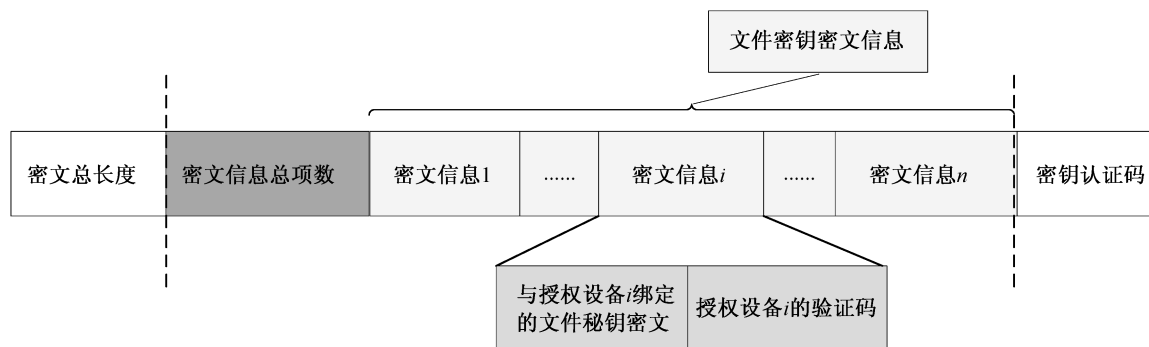 文件密钥密文信息
密文总长度
密文信息总项数
密文信息1
......
密文信息i
......
密文信息n
密钥认证码
与授权设备i绑定
的文件秘钥密文
授权设备i的验证码